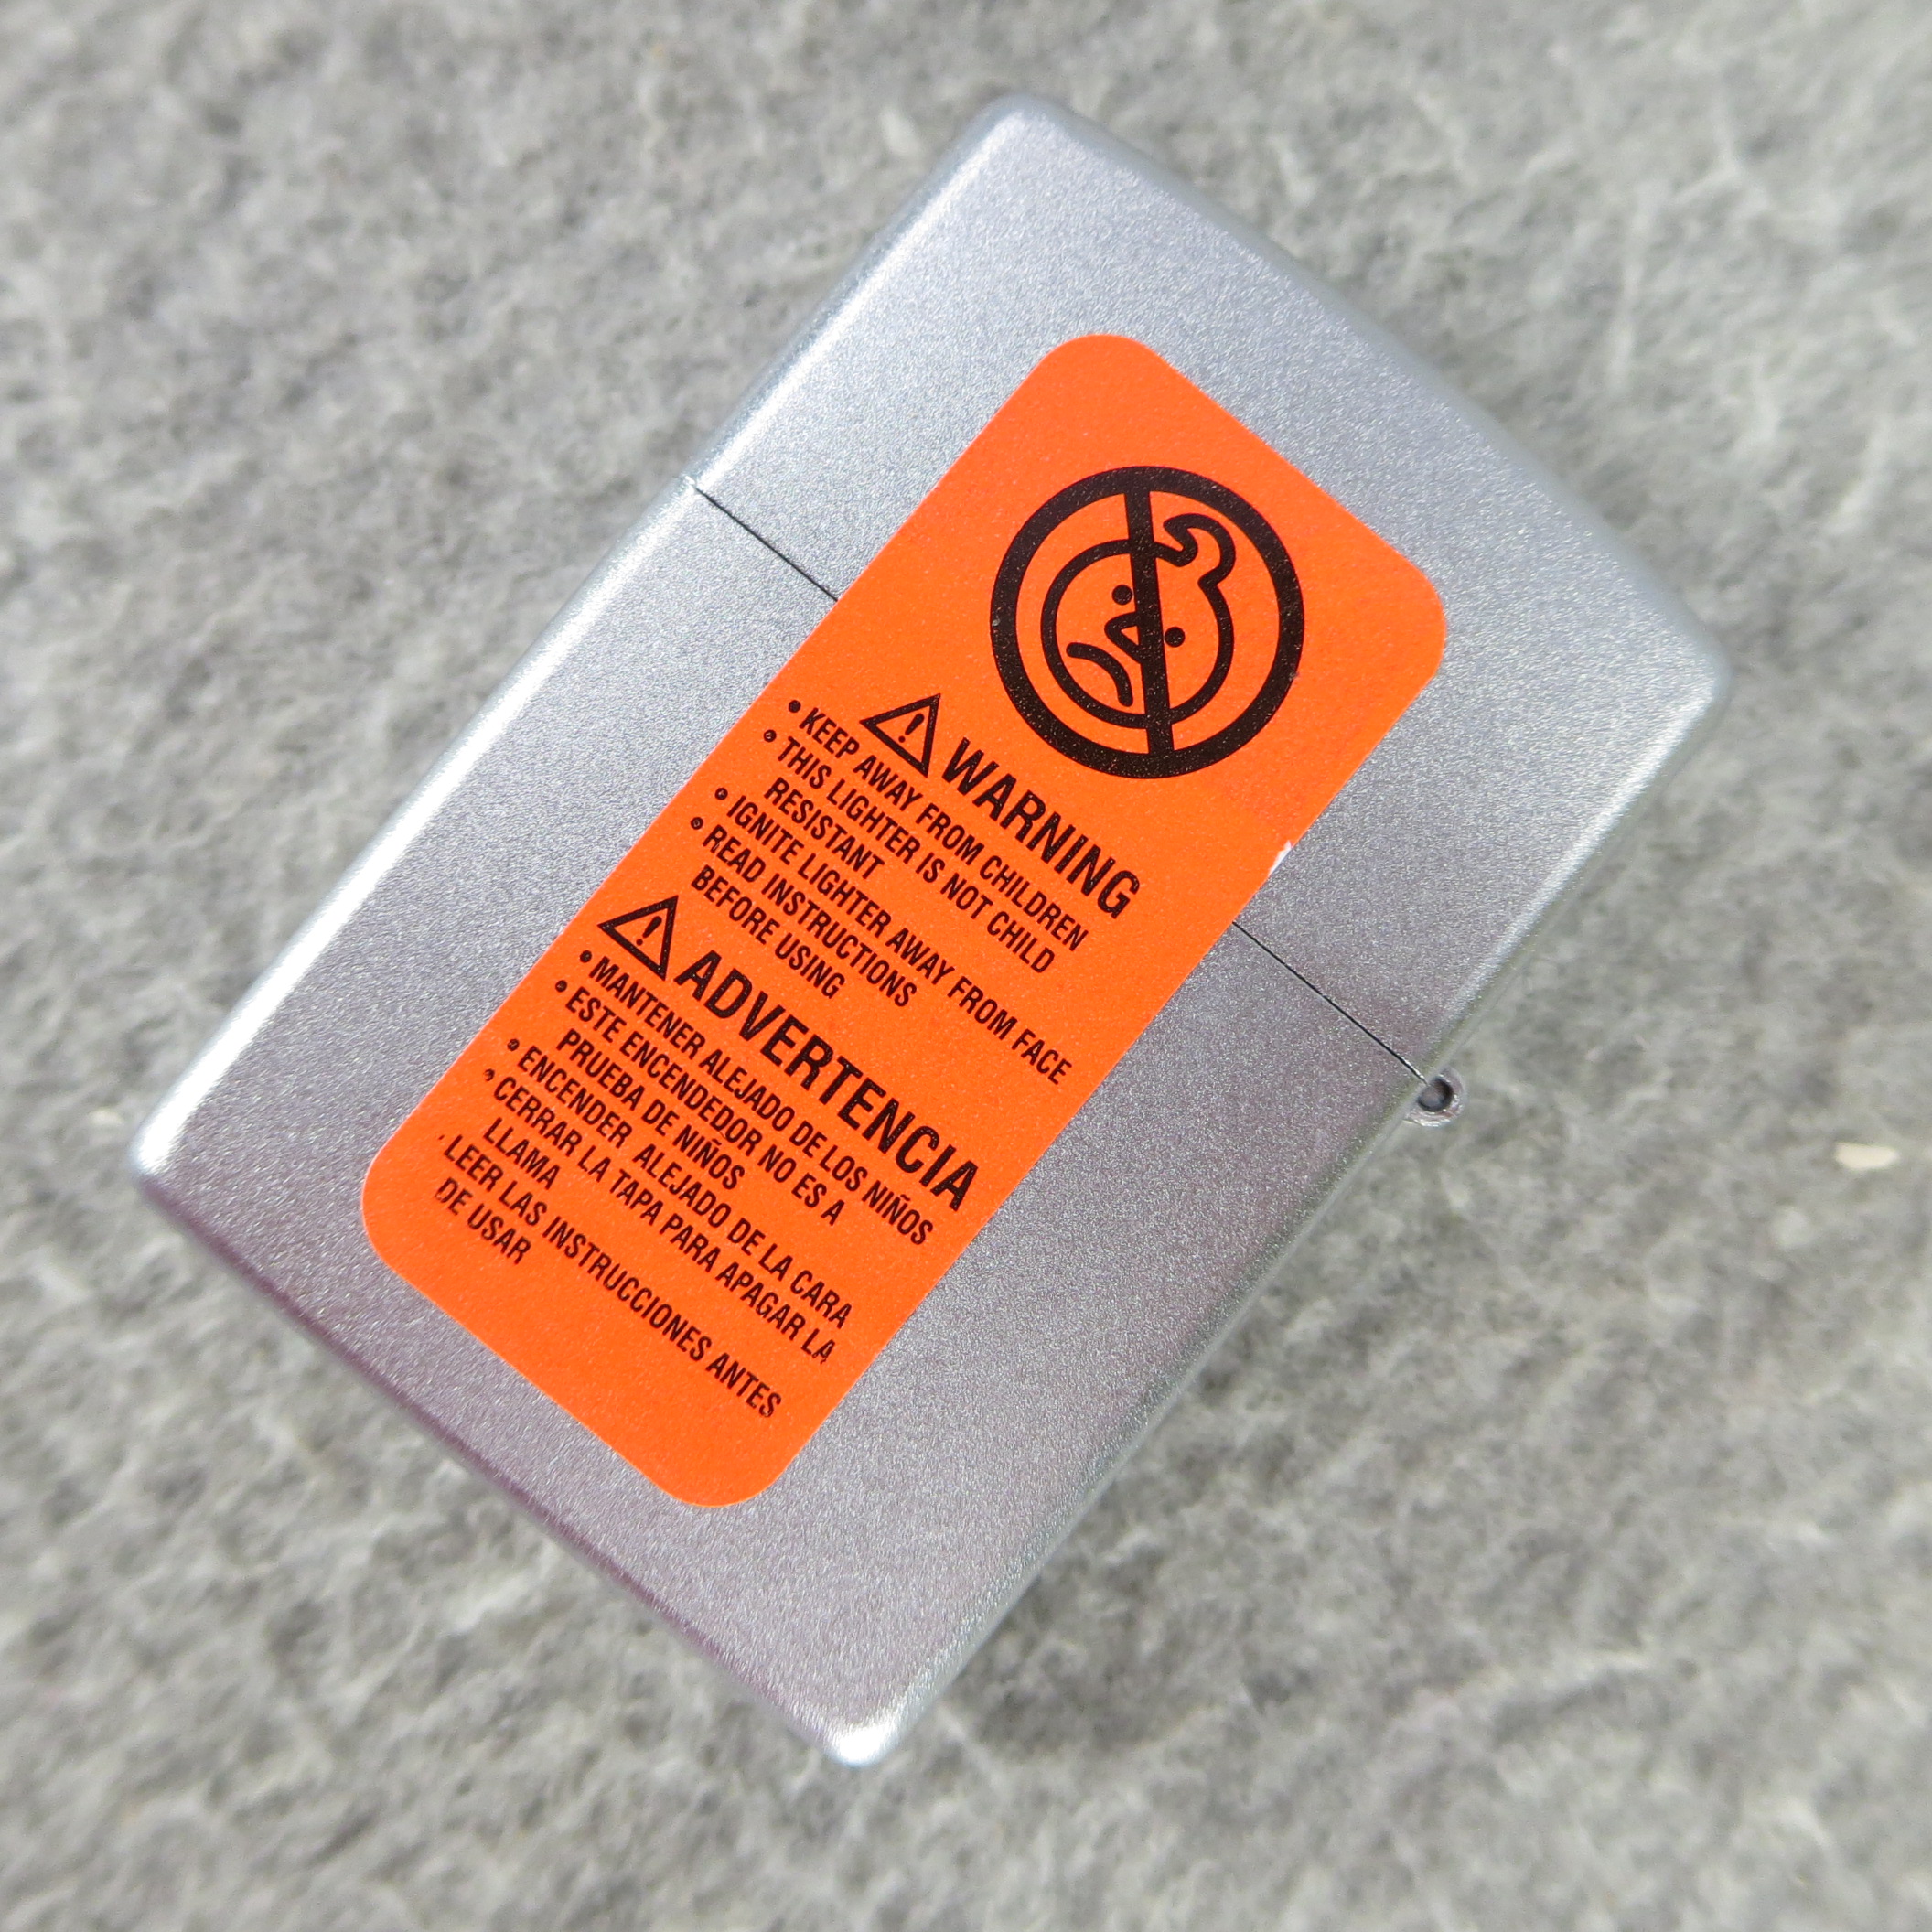 WARNING
• KEEP AWAY FROM CHILDREN
• THIS LIGHTER IS NOT CHILD
RESISTANT
• IGNITE LIGHTER AWAY FROM FACE
• READ INSTRUCTIONS
BEFORE USING
ADVERTENCIA
• MANTENER ALEJADO DE LOS NIÑOS
• ESTE ENCENDEDOR NO ES A
PRUEBA DE NIÑOS
• ENCENDER ALEJADO DE LA CARA
• CERRAR LA TAPA PARA APAGAR LA
LLAMA
• LEER LAS INSTRUCCIONES ANTES
DE USAR